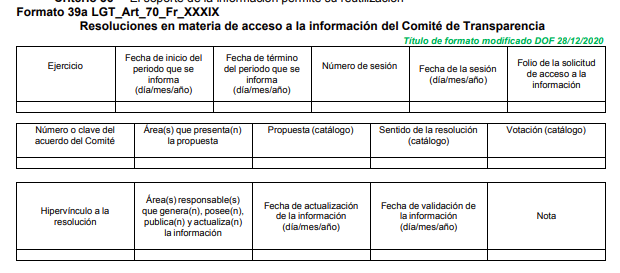 Criterio 39 El soporte de la información permite su reutilización
Formato 39a LGT_Art_70_Fr_XXXIX
Resoluciones en materia de acceso a la información del Comité de Transparencia
Título de formato modificado DOF 28/12/2020
Ejercicio
Fecha de inicio del
periodo que se
informa
(día/mes/año)
Fecha de término
del periodo que se
informa
(día/mes/año)
Número de sesión
Fecha de la sesión
(día/mes/año)
Folio de la solicitud
de acceso a la
información
Número o clave del
acuerdo del Comité
Área(s) que presenta(n)
la propuesta
Propuesta (catálogo)
Sentido de la resolución
(catálogo)
Votación (catálogo)
Hipervínculo a la
resolución
Área(s) responsable(s)
que genera(n), posee(n),
publica(n) y actualiza(n)
la información
Fecha de actualización
de la información
(día/mes/año)
Fecha de validación de
la información
(día/mes/año)
Nota